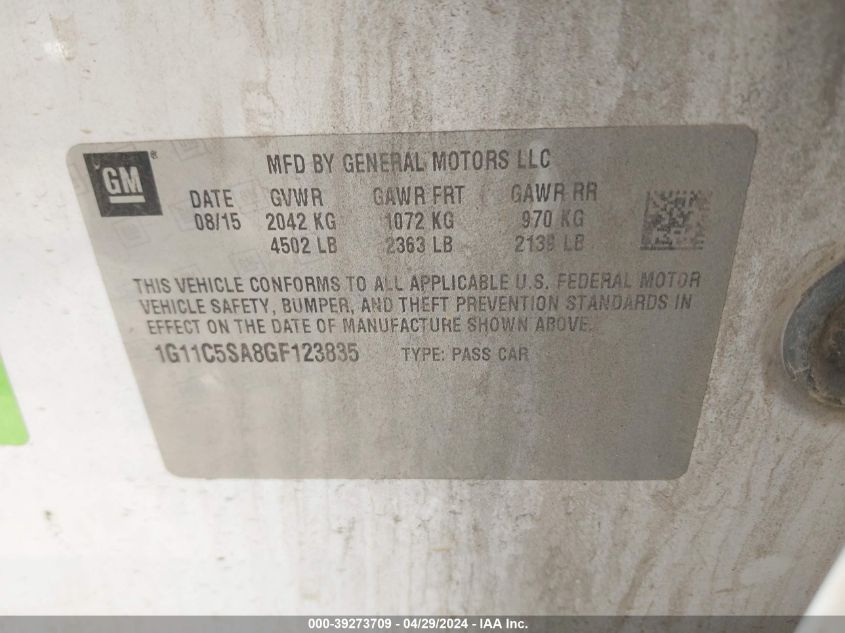 GM ®
MFD BY GENERAL MOTORS LLC
DATE GVWR GAWR FRT GAWR RR
08/15 2042 KG 1072 KG 970 KG
4502 LB 2363 LB 2139 LB
THIS VEHICLE CONFORMS TO ALL APPLICABLE U.S. FEDERAL MOTOR
VEHICLE SAFETY, BUMPER, AND THEFT PREVENTION STANDARDS IN
EFFECT ON THE DATE OF MANUFACTURE SHOWN ABOVE.
1G11C5SA8GF123835 TYPE: PASS CAR
000-39273709 - 04/29/2024 - IAA Inc.